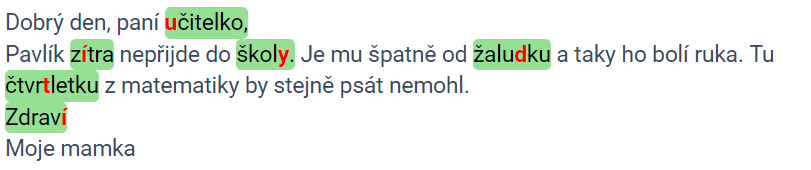 Dobrý den, paní učitelko,
Pavlík zítra nepřijde do školy. Je mu špatně od žaludku a taky ho bolí ruka. Tu
čtvrtletku z matematiky by stejně psát nemohl.
Zdraví
Moje mamka